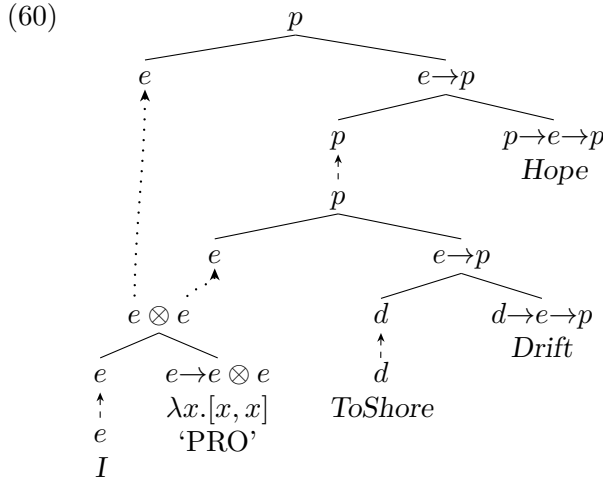 (60)
p
e e→p
p p→e→p
Hope
p
e e→p
e ⊗ e d d→e→p
Drift
e e→e ⊗ e d
λx.[x, x] ToShore
e ‘PRO’
I